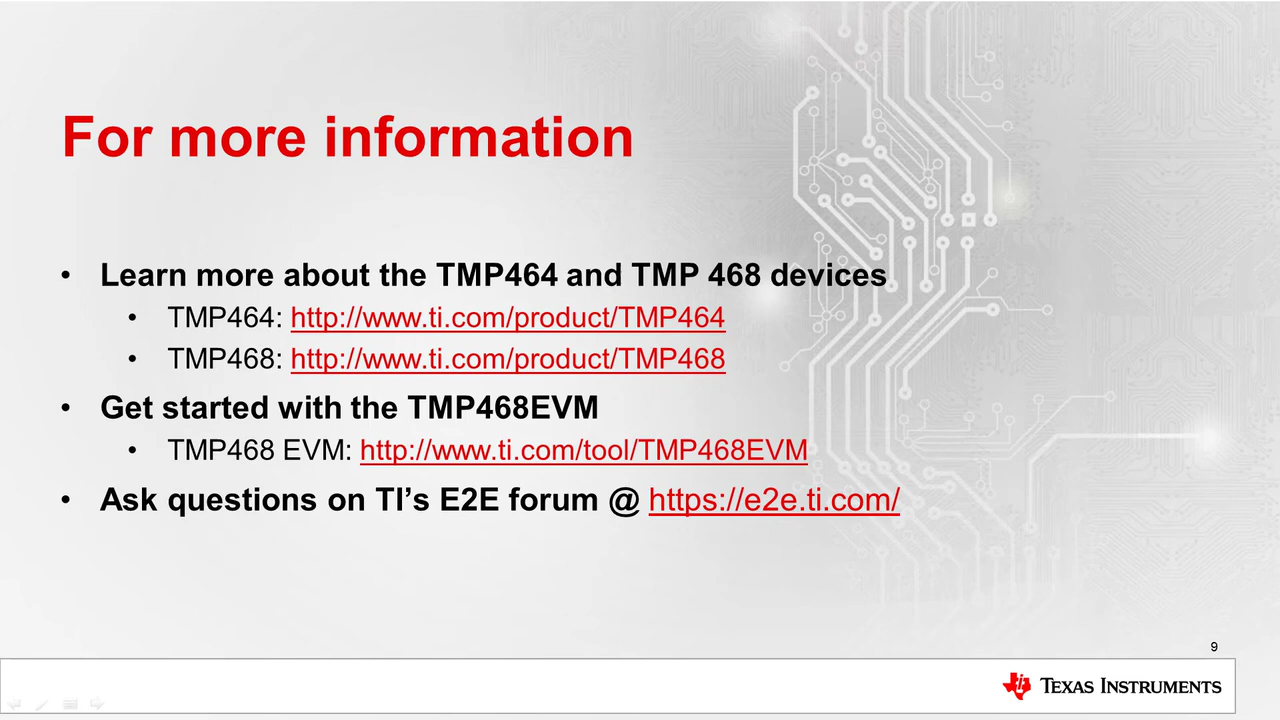 For more information
• Learn more about the TMP464 and TMP 468 devices
• TMP464: http://www.ti.com/product/TMP464
• TMP468: http://www.ti.com/product/TMP468
• Get started with the TMP468EVM
• TMP468 EVM: http://www.ti.com/tool/TMP468EVM
• Ask questions on TI’s E2E forum @ https://e2e.ti.com/
9
TEXAS INSTRUMENTS